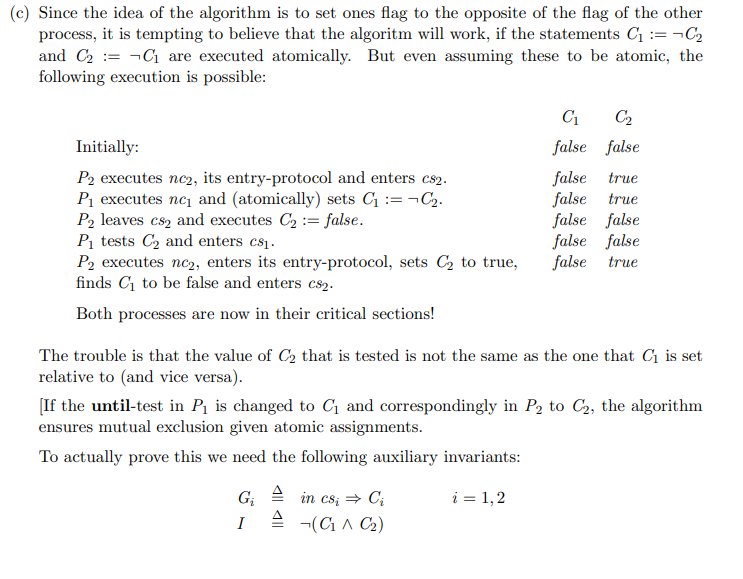 (c) Since the idea of the algorithm is to set ones flag to the opposite of the flag of the other
process, it is tempting to believe that the algoritm will work, if the statements C₁ := ¬C₂
and C₂ := ¬C₁ are executed atomically. But even assuming these to be atomic, the
following execution is possible:
C₁ C₂
Initially: false false
P₂ executes nc₂, its entry-protocol and enters cs₂. false true
P₁ executes nc₁ and (atomically) sets C₁ := ¬C₂. false true
P₂ leaves cs₂ and executes C₂ := false. false false
P₁ tests C₂ and enters cs₁. false false
P₂ executes nc₂, enters its entry-protocol, sets C₂ to true, false true
finds C₁ to be false and enters cs₂.
Both processes are now in their critical sections!
The trouble is that the value of C₂ that is tested is not the same as the one that C₁ is set
relative to (and vice versa).
[If the until-test in P₁ is changed to C₁ and correspondingly in P₂ to C₂, the algorithm
ensures mutual exclusion given atomic assignments.
To actually prove this we need the following auxiliary invariants:
Gᵢ ≜ in csᵢ ⇒ Cᵢ i = 1, 2
I ≜ ¬(C₁ ∧ C₂)